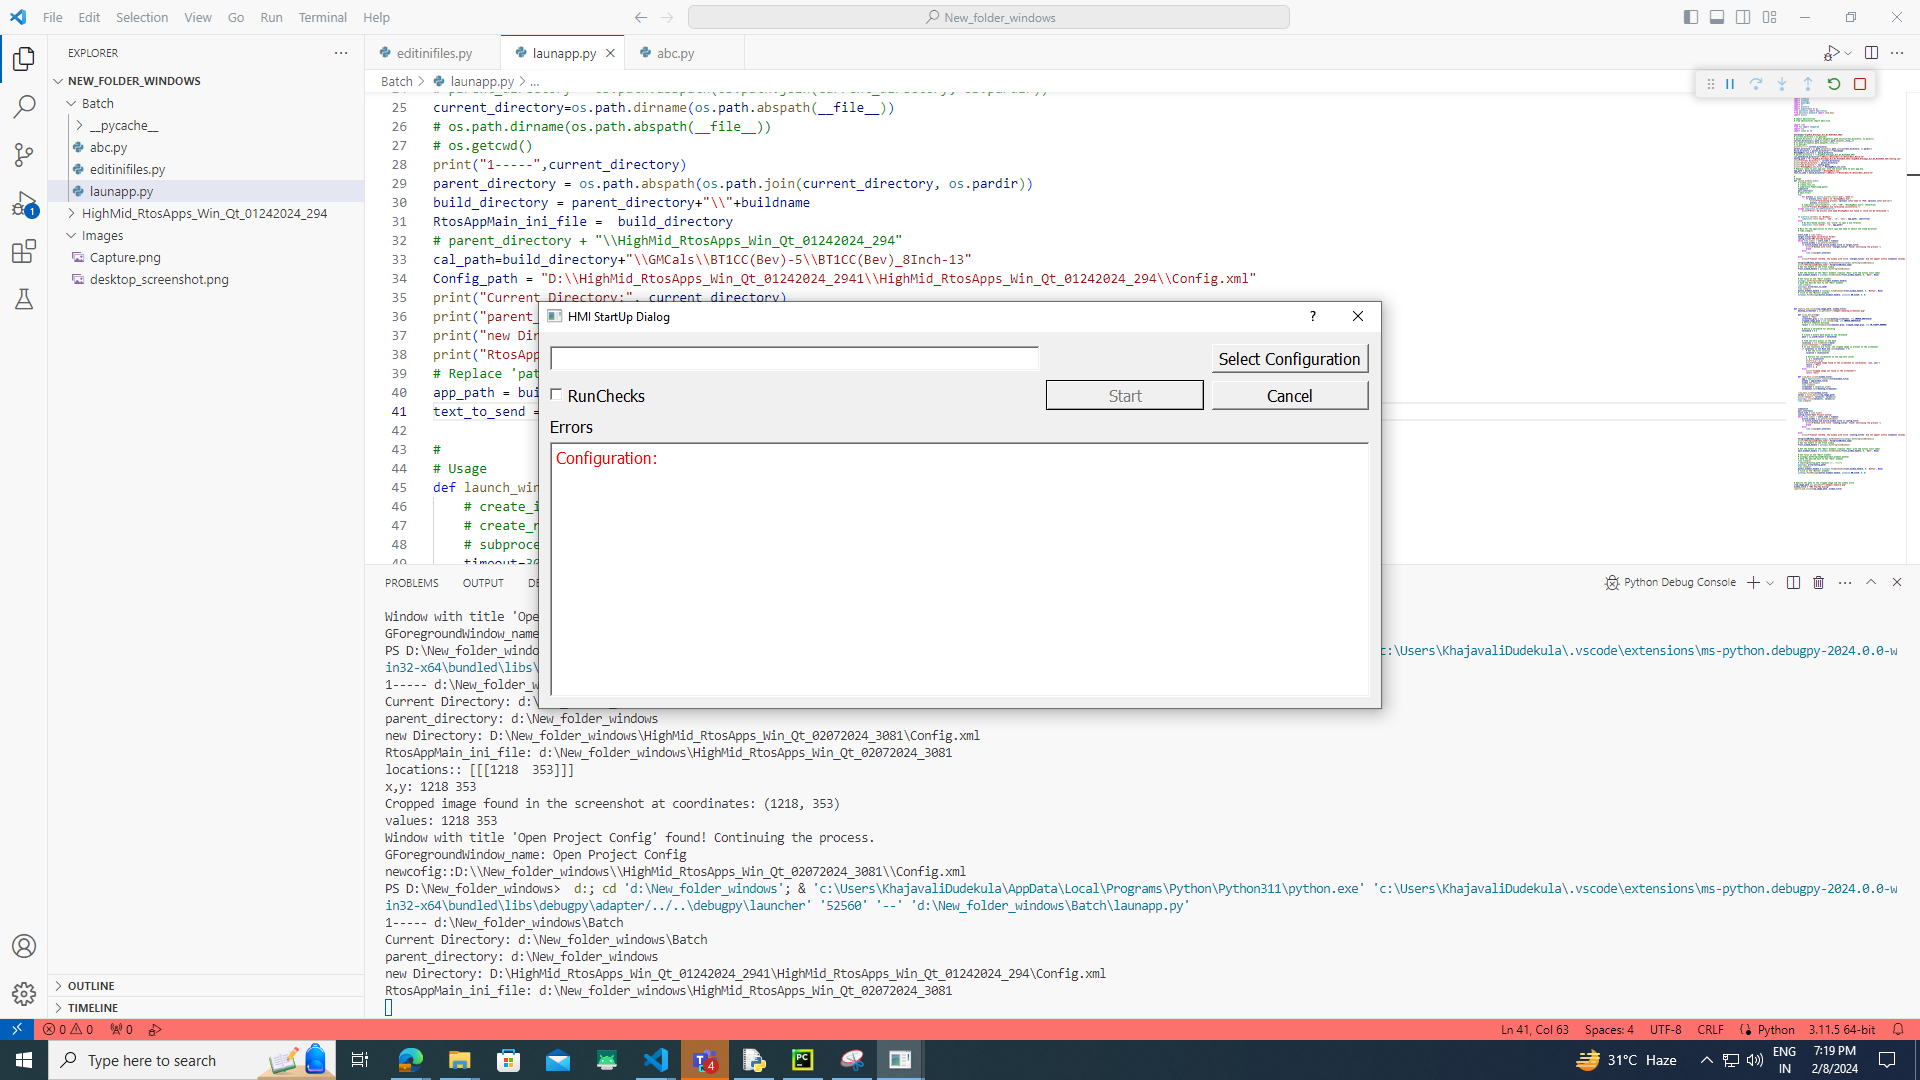 File Edit Selection View Go Run Terminal Help
New_folder_windows
EXPLORER
NEW_FOLDER_WINDOWS
Batch
__pycache__
abc.py
editinifiles.py
launapp.py
HighMid_RtosApps_Win_Qt_01242024_294
Images
Capture.png
desktop_screenshot.png
OUTLINE
TIMELINE
1
editinifiles.py
launapp.py
abc.py
Batch > launapp.py > ...
25 current_directory=os.path.dirname(os.path.abspath(__file__))
26 # os.path.dirname(os.path.abspath(__file__))
27 # os.getcwd()
28 print("1-----",current_directory)
29 parent_directory = os.path.abspath(os.path.join(current_directory, os.pardir))
30 build_directory = parent_directory+"\\"+buildname
31 RtosAppMain_ini_file =  build_directory
32 # parent_directory + "\\HighMid_RtosApps_Win_Qt_01242024_294"
33 cal_path=build_directory+"\\GMCals\\BT1CC(Bev)-5\\BT1CC(Bev)_8Inch-13"
34 Config_path = "D:\\HighMid_RtosApps_Win_Qt_01242024_2941\\HighMid_RtosApps_Win_Qt_01242024_294\\Config.xml"
35 print("Current Directory:", current_directory)
36 print("parent_
37 print("new Dir
38 print("RtosApp
39 # Replace 'pat
40 app_path = bui
41 text_to_send =
42
43 #
44 # Usage
45 def launch_win
46 # create_i
47 # create_n
48 # subproce
49 timeout=30
HMI StartUp Dialog
?
Select Configuration
RunChecks
Start
Cancel
Errors
Configuration:
PROBLEMS OUTPUT DE
Python Debug Console
Window with title 'Ope
GForegroundWindow_name
PS D:\New_folder_windo c:\Users\KhajavaliDudekula\.vscode\extensions\ms-python.debugpy-2024.0.0-w
in32-x64\bundled\libs\
1----- d:\New_folder_w
Current Directory: d:\
parent_directory: d:\New_folder_windows
new Directory: D:\New_folder_windows\HighMid_RtosApps_Win_Qt_02072024_3081\Config.xml
RtosAppMain_ini_file: d:\New_folder_windows\HighMid_RtosApps_Win_Qt_02072024_3081
locations:: [[[1218  353]]]
x,y: 1218 353
Cropped image found in the screenshot at coordinates: (1218, 353)
values: 1218 353
Window with title 'Open Project Config' found! Continuing the process.
GForegroundWindow_name: Open Project Config
newcofig::D:\\New_folder_windows\\HighMid_RtosApps_Win_Qt_02072024_3081\\Config.xml
PS D:\New_folder_windows>  d:; cd 'd:\New_folder_windows'; & 'c:\Users\KhajavaliDudekula\AppData\Local\Programs\Python\Python311\python.exe' 'c:\Users\KhajavaliDudekula\.vscode\extensions\ms-python.debugpy-2024.0.0-w
in32-x64\bundled\libs\debugpy\adapter/../..\debugpy\launcher' '52560' '--' 'd:\New_folder_windows\Batch\launapp.py'
1----- d:\New_folder_windows\Batch
Current Directory: d:\New_folder_windows\Batch
parent_directory: d:\New_folder_windows
new Directory: D:\HighMid_RtosApps_Win_Qt_01242024_2941\HighMid_RtosApps_Win_Qt_01242024_294\Config.xml
RtosAppMain_ini_file: d:\New_folder_windows\HighMid_RtosApps_Win_Qt_02072024_3081
0 0 0
Ln 41, Col 63 Spaces: 4 UTF-8 CRLF Python 3.11.5 64-bit
Type here to search
4
PC
31°C Haze
ENG
IN
7:19 PM
2/8/2024